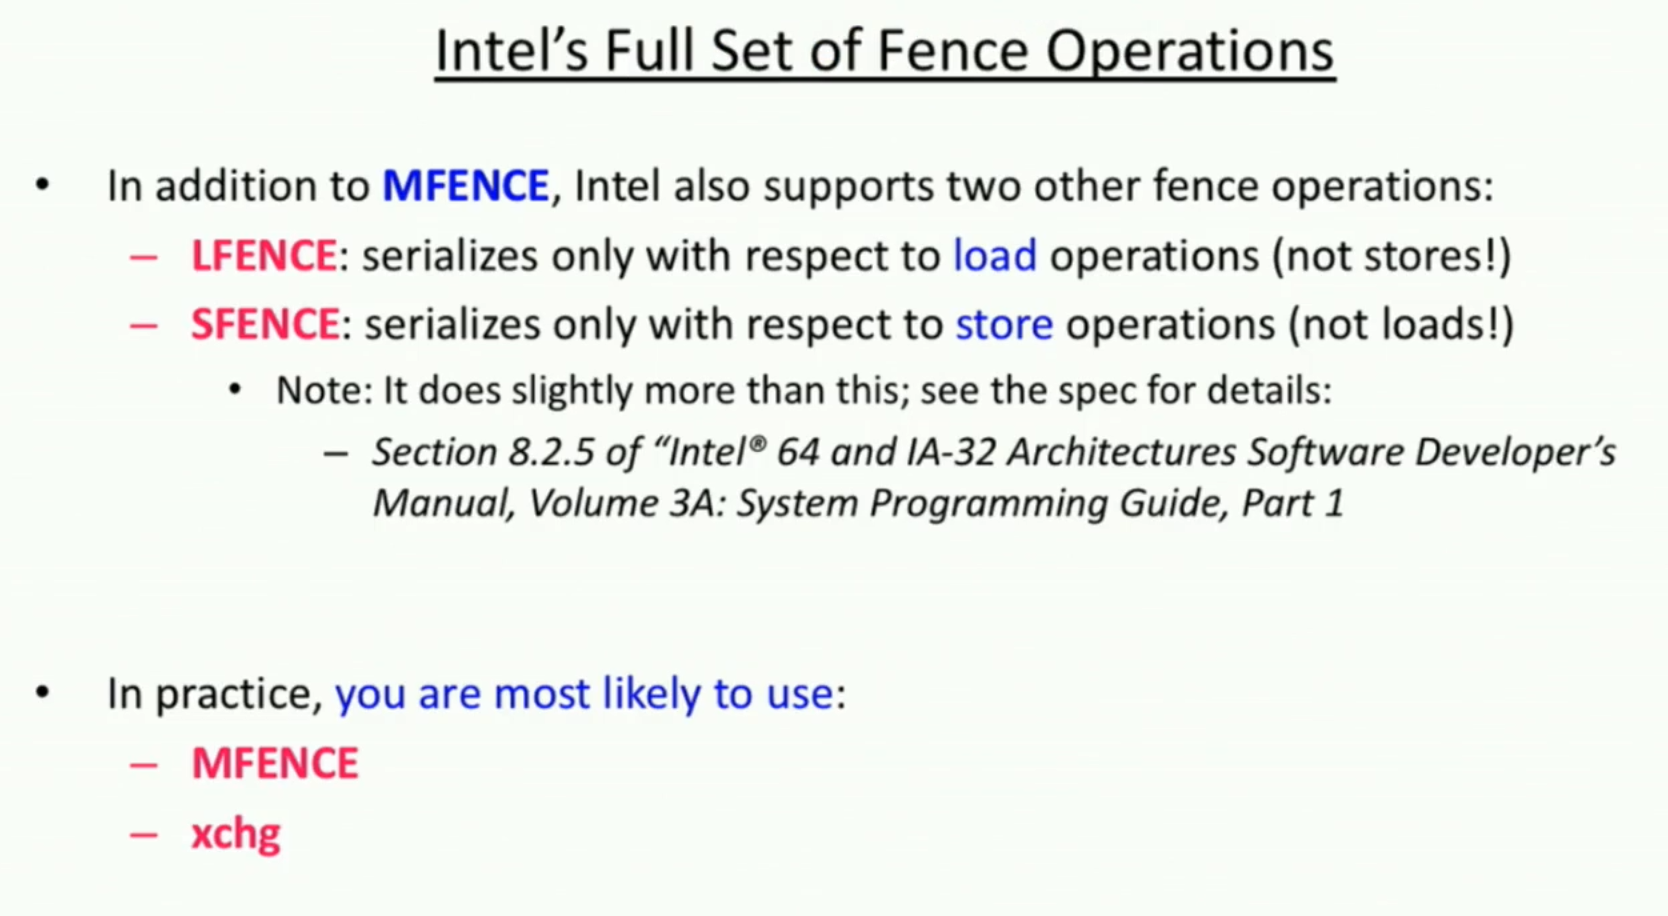 Intel's Full Set of Fence Operations
• In addition to MFENCE, Intel also supports two other fence operations:
– LFENCE: serializes only with respect to load operations (not stores!)
– SFENCE: serializes only with respect to store operations (not loads!)
• Note: It does slightly more than this; see the spec for details:
– Section 8.2.5 of “Intel® 64 and IA-32 Architectures Software Developer’s
Manual, Volume 3A: System Programming Guide, Part 1
• In practice, you are most likely to use:
– MFENCE
– xchg